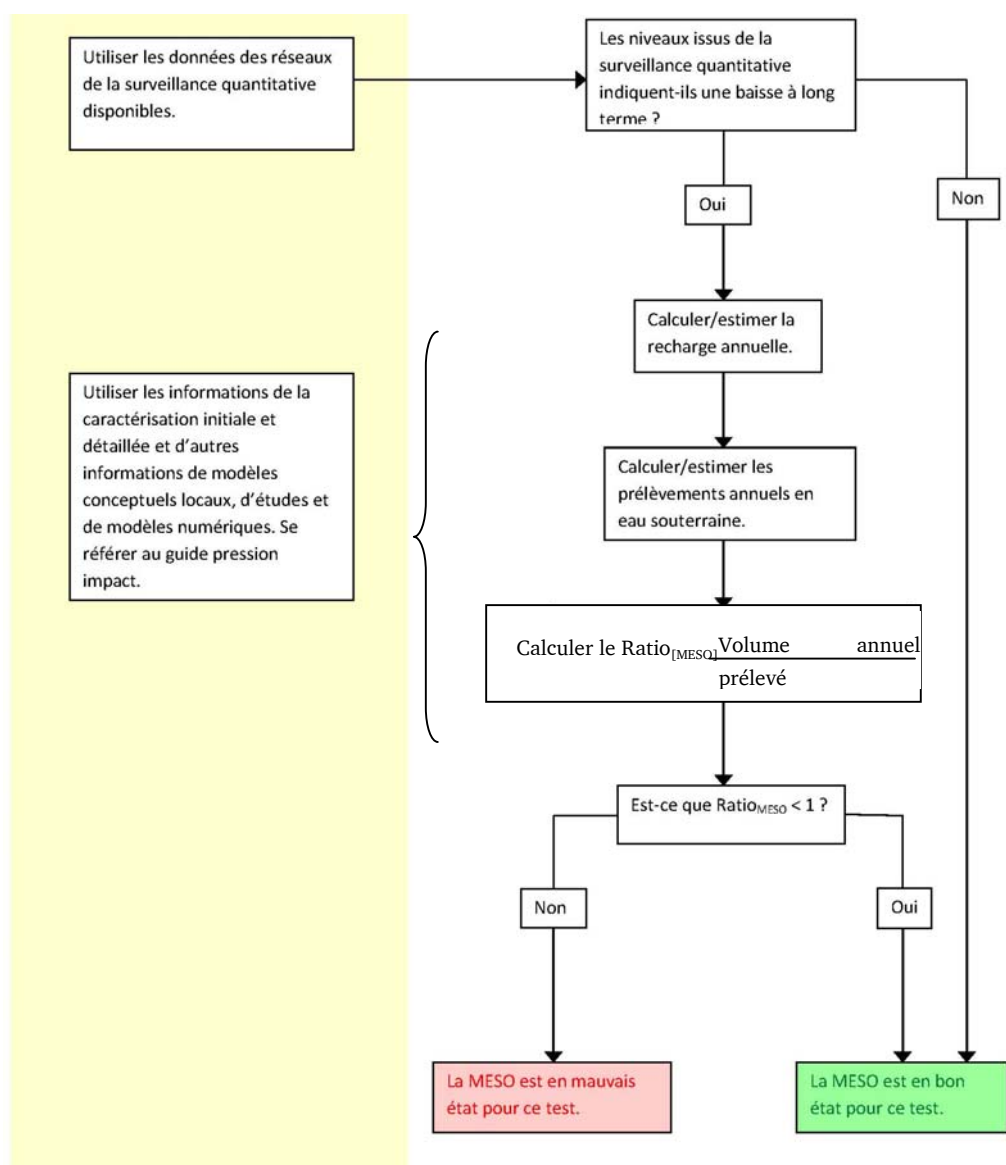 Utiliser les données des réseaux
de la surveillance quantitative
disponibles.
Les niveaux issus de la
surveillance quantitative
indiquent-ils une baisse à long
terme ?
Oui
Non
Calculer/estimer la
recharge annuelle.
Utiliser les informations de la
caractérisation initiale et
détaillée et d'autres
informations de modèles
conceptuels locaux, d'études et
de modèles numériques. Se
référer au guide pression
impact.
Calculer/estimer les
prélèvements annuels en
eau souterraine.
Calculer le Ratio[MESO] Volume annuel
prélevé
Est-ce que RatioMESO < 1 ?
Non
Oui
La MESO est en mauvais
état pour ce test.
La MESO est en bon
état pour ce test.